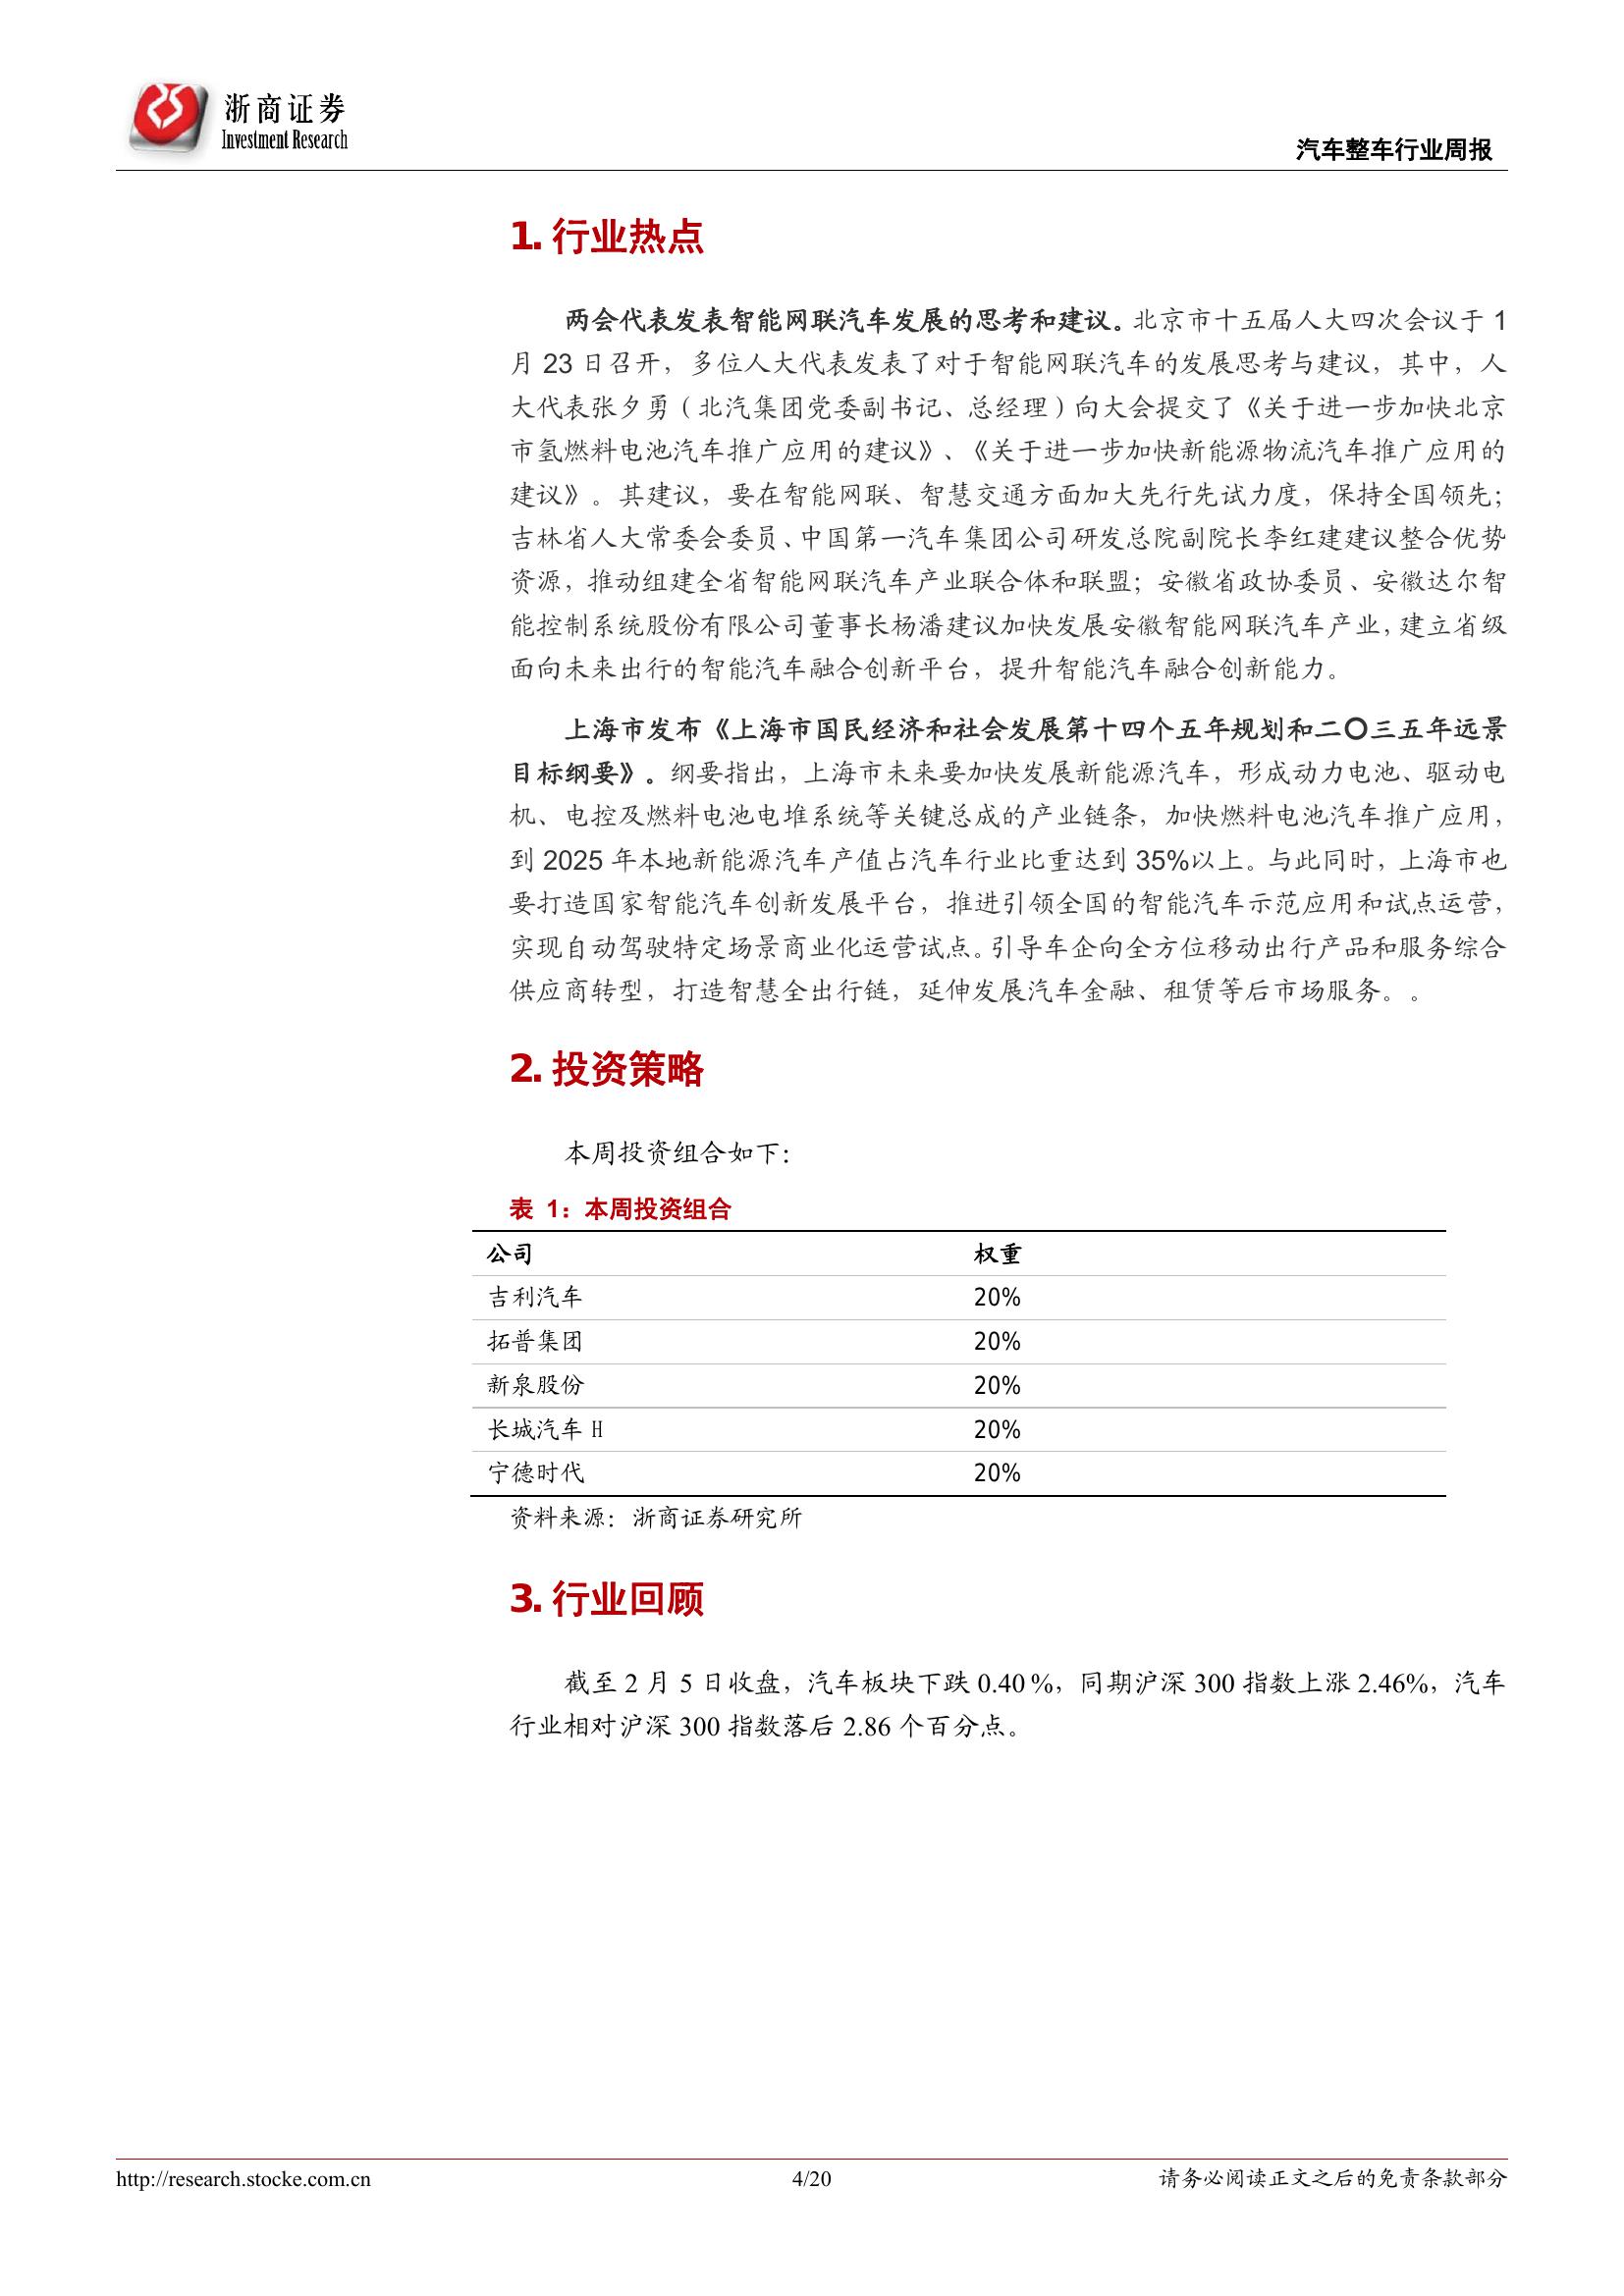 浙商证券
Investment Research
汽车整车行业周报
1. 行业热点
两会代表发表智能网联汽车发展的思考和建议。北京市十五届人大四次会议于 1
月 23 日召开，多位人大代表发表了对于智能网联汽车的发展思考与建议，其中，人
大代表张夕勇（北汽集团党委副书记、总经理）向大会提交了《关于进一步加快北京
市氢燃料电池汽车推广应用的建议》、《关于进一步加快新能源物流汽车推广应用的
建议》。其建议，要在智能网联、智慧交通方面加大先行先试力度，保持全国领先；
吉林省人大常委会委员、中国第一汽车集团公司研发总院副院长李红建建议整合优势
资源，推动组建全省智能网联汽车产业联合体和联盟；安徽省政协委员、安徽达尔智
能控制系统股份有限公司董事长杨潘建议加快发展安徽智能网联汽车产业，建立省级
面向未来出行的智能汽车融合创新平台，提升智能汽车融合创新能力。
上海市发布《上海市国民经济和社会发展第十四个五年规划和二〇三五年远景
目标纲要》。纲要指出，上海市未来要加快发展新能源汽车，形成动力电池、驱动电
机、电控及燃料电池电堆系统等关键总成的产业链条，加快燃料电池汽车推广应用，
到 2025 年本地新能源汽车产值占汽车行业比重达到 35%以上。与此同时，上海市也
要打造国家智能汽车创新发展平台，推进引领全国的智能汽车示范应用和试点运营，
实现自动驾驶特定场景商业化运营试点。引导车企向全方位移动出行产品和服务综合
供应商转型，打造智慧全出行链，延伸发展汽车金融、租赁等后市场服务。。
2. 投资策略
本周投资组合如下：
表 1：本周投资组合
公司 权重
吉利汽车 20%
拓普集团 20%
新泉股份 20%
长城汽车 H 20%
宁德时代 20%
资料来源：浙商证券研究所
3. 行业回顾
截至 2 月 5 日收盘，汽车板块下跌 0.40％，同期沪深 300 指数上涨 2.46%，汽车
行业相对沪深 300 指数落后 2.86 个百分点。
http://research.stocke.com.cn 4/20 请务必阅读正文之后的免责条款部分